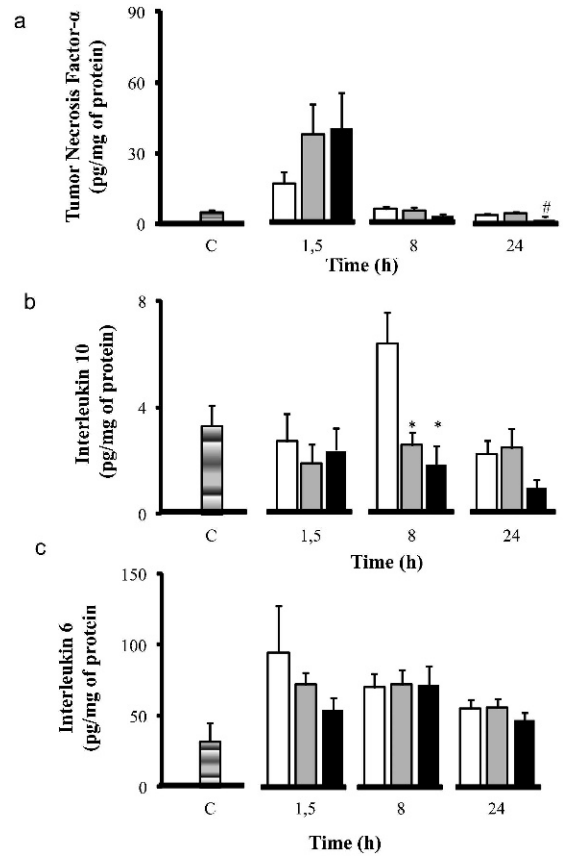 a
Tumor Necrosis Factor-α
(pg/mg of protein)
90
60
30
0
#
C
1,5
8
24
Time (h)
b
Interleukin 10
(pg/mg of protein)
8
4
0
*
*
C
1,5
8
24
Time (h)
c
Interleukin 6
(pg/mg of protein
150
100
50
0
C
1,5
8
24
Time (h)